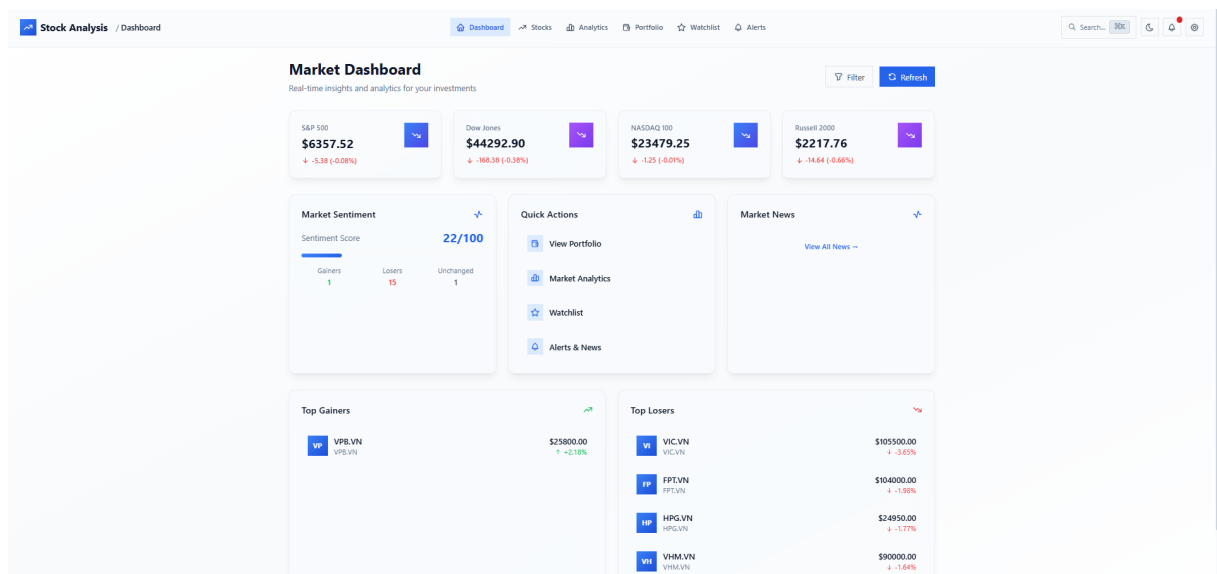 Stock Analysis / Dashboard
Dashboard Stocks Analytics Portfolio Watchlist Alerts
Search... ⌘K
Market Dashboard
Real-time insights and analytics for your investments
Filter Refresh
S&P 500
$6357.52
↓ -5.38 (-0.08%)
Dow Jones
$44292.90
↓ -168.38 (-0.38%)
NASDAQ 100
$23479.25
↓ -1.25 (-0.01%)
Russell 2000
$2217.76
↓ -14.64 (-0.66%)
Market Sentiment
Sentiment Score 22/100
Gainers Losers Unchanged
1 15 1
Quick Actions
View Portfolio
Market Analytics
Watchlist
Alerts & News
Market News
View All News →
Top Gainers
VP VPB.VN $25800.00
VPB.VN ↑ +2.18%
Top Losers
VI VIC.VN $105500.00
VIC.VN ↓ -3.65%
FP FPT.VN $104000.00
FPT.VN ↓ -1.98%
HP HPG.VN $24950.00
HPG.VN ↓ -1.77%
VH VHM.VN $90000.00
VHM.VN ↓ -1.64%